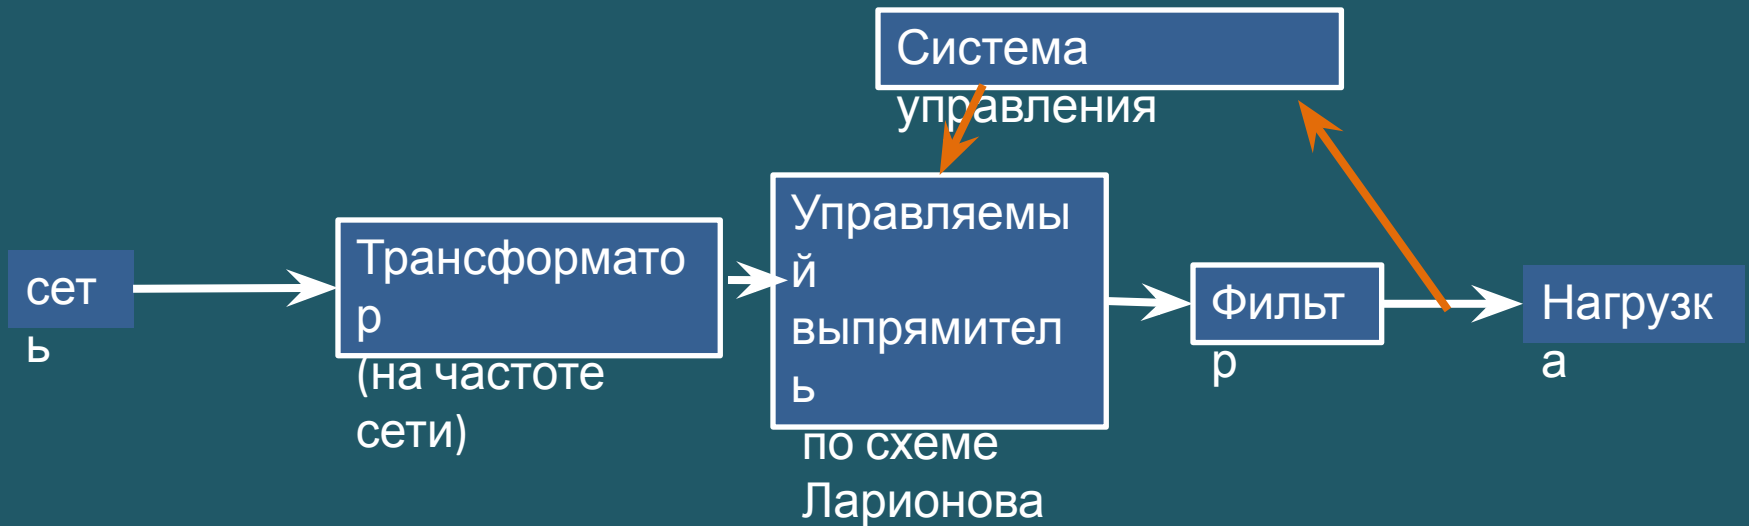 Система
управления
сет
ь
Трансформато
р
(на частоте
сети)
Управляемы
й
выпрямител
ь
по схеме
Ларионова
Фильт
р
Нагрузк
а